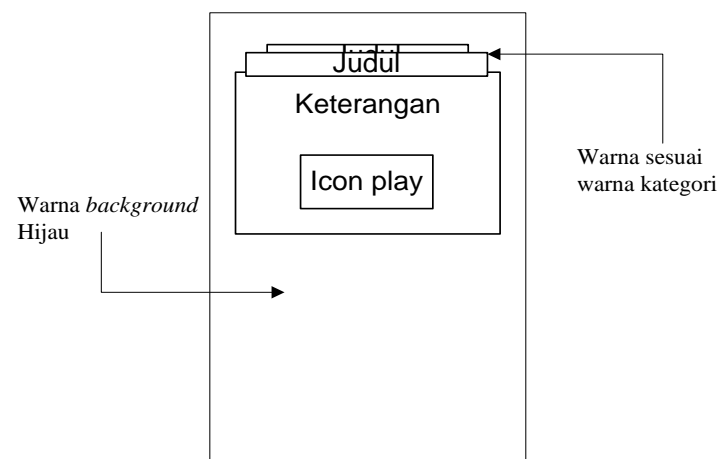 Judul
Keterangan
Icon play
Warna sesuai
warna kategori
Warna background
Hijau